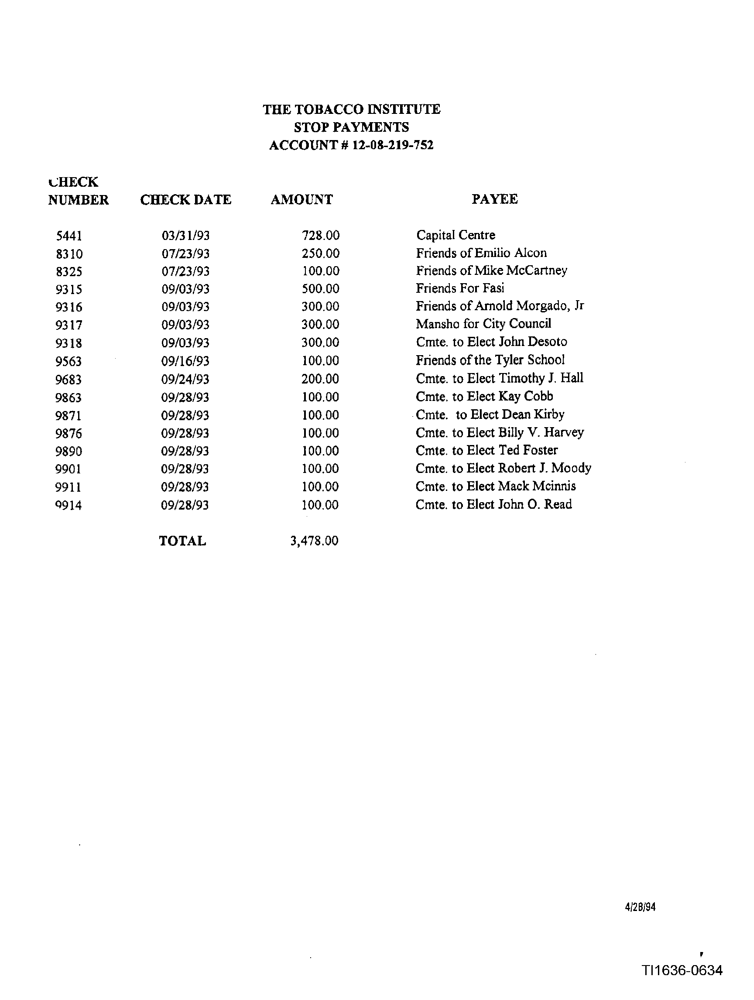 THE TOBACCO INSTITUTE
STOP PAYMENTS
ACCOUNT # 12-08-219-752
CHECK
NUMBER CHECK DATE AMOUNT PAYEE
5441 03/31/93 728.00 Capital Centre
8310 07/23/93 250.00 Friends of Emilio Alcon
8325 07/23/93 100.00 Friends of Mike McCartney
9315 09/03/93 500.00 Friends For Fasi
9316 09/03/93 300.00 Friends of Arnold Morgado, Jr
9317 09/03/93 300.00 Mansho for City Council
9318 09/03/93 300.00 Cmte. to Elect John Desoto
9563 09/16/93 100.00 Friends of the Tyler School
9683 09/24/93 200.00 Cmte. to Elect Timothy J. Hall
9863 09/28/93 100.00 Cmte. to Elect Kay Cobb
9871 09/28/93 100.00 Cmte. to Elect Dean Kirby
9876 09/28/93 100.00 Cmte. to Elect Billy V. Harvey
9890 09/28/93 100.00 Cmte. to Elect Ted Foster
9901 09/28/93 100.00 Cmte. to Elect Robert J. Moody
9911 09/28/93 100.00 Cmte. to Elect Mack Mcinnis
9914 09/28/93 100.00 Cmte. to Elect John O. Read
TOTAL 3,478.00
4/28/94
TI1636-0634